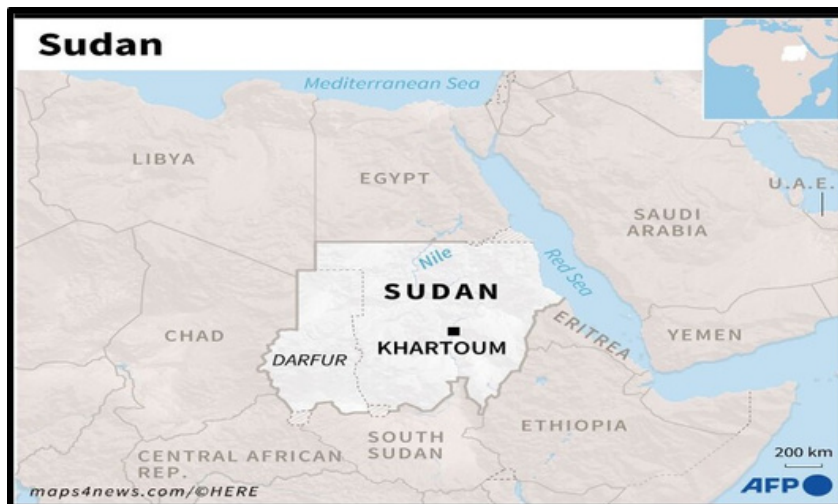 Sudan
Mediterranean Sea
LIBYA
EGYPT
U.A.E.
SAUDI
ARABIA
Nile
Red Sea
SUDAN
CHAD
DARFUR
KHARTOUM
ERITREA
YEMEN
ETHIOPIA
SOUTH
SUDAN
CENTRAL AFRICAN
REP.
200 km
maps4news.com/©HERE
AFP